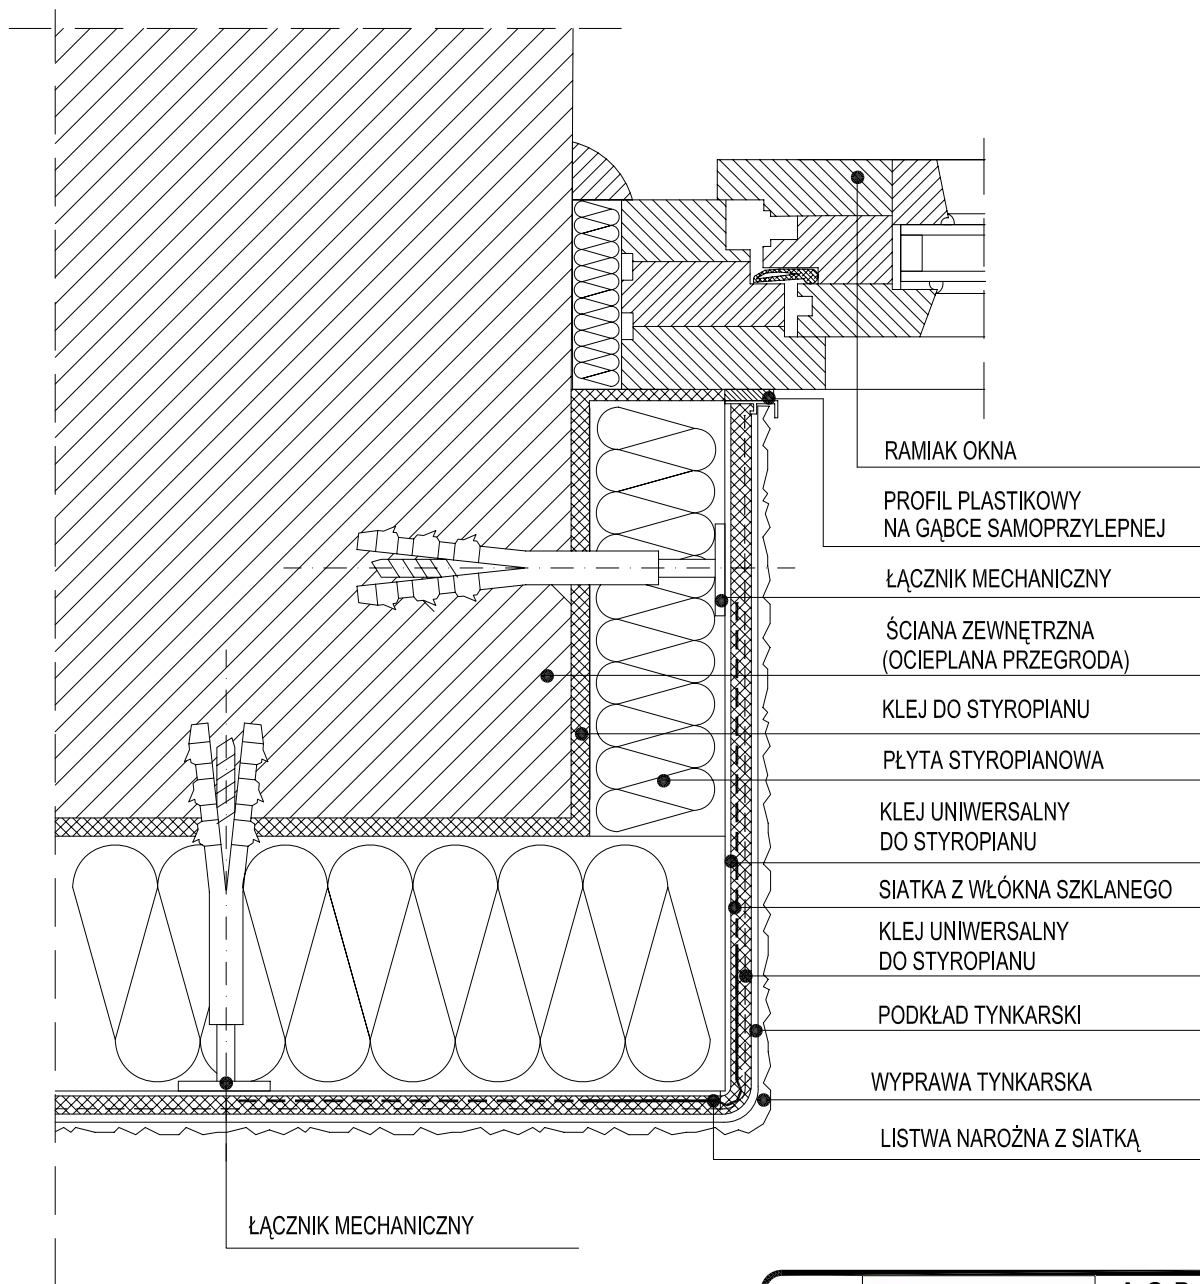 RAMIAK OKNA
PROFIL PLASTIKOWY
NA GĄBCE SAMOPRZYLEPNEJ
ŁĄCZNIK MECHANICZNY
ŚCIANA ZEWNĘTRZNA
(OCIEPLANA PRZEGRODA)
KLEJ DO STYROPIANU
PŁYTA STYROPIANOWA
KLEJ UNIWERSALNY
DO STYROPIANU
SIATKA Z WŁÓKNA SZKLANEGO
KLEJ UNIWERSALNY
DO STYROPIANU
PODKŁAD TYNKARSKI
WYPRAWA TYNKARSKA
LISTWA NAROŻNA Z SIATKĄ
ŁĄCZNIK MECHANICZNY